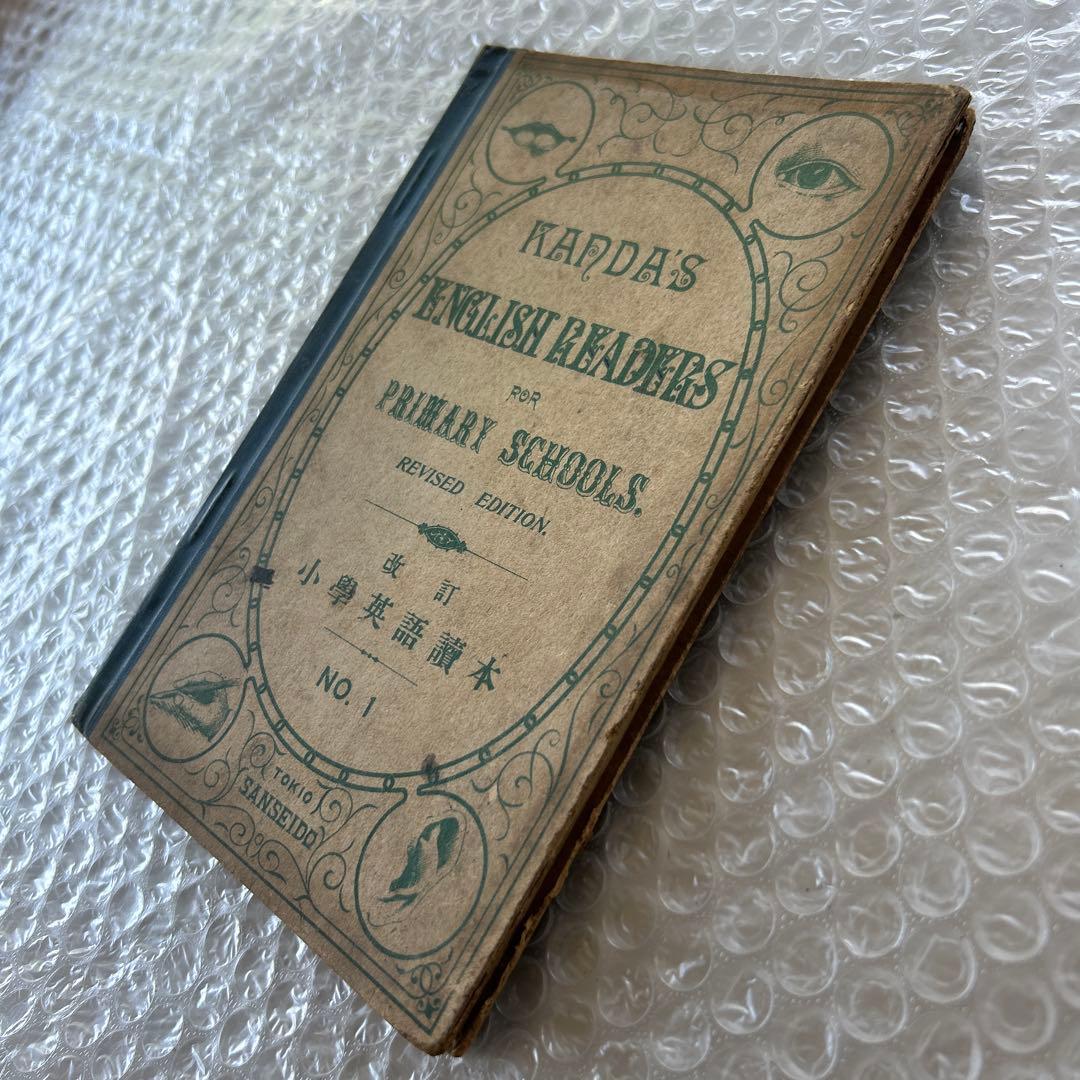 KANDA'S
ENGLISH READERS
FOR
PRIMARY SCHOOLS.
REVISED EDITION.
改訂
小學英語讀本
NO. 1
TOKIO
SANSEIDO